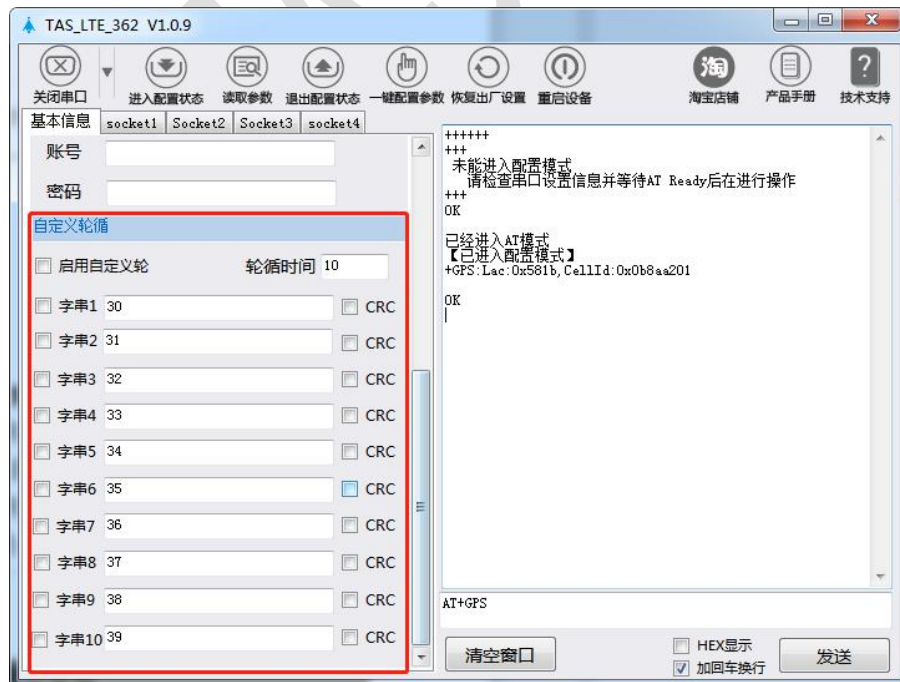 TAS_LTE_362 V1.0.9
关闭串口 进入配置状态 读取参数 退出配置状态 一键配置参数 恢复出厂设置 重启设备 淘 淘宝店铺 产品手册 ? 技术支持
基本信息 socket1 Socket2 Socket3 socket4
账号
密码
自定义轮循
启用自定义轮 轮循时间 10
字串1 30 CRC
字串2 31 CRC
字串3 32 CRC
字串4 33 CRC
字串5 34 CRC
字串6 35 CRC
字串7 36 CRC
字串8 37 CRC
字串9 38 CRC
字串10 39 CRC
++++++
+++
未能进入配置模式
请检查串口设置信息并等待AT Ready后在进行操作
+++
OK
已经进入AT模式
【已进入配置模式】
+GPS:Lac:0x581b,CellId:0x0b8aa201
OK
AT+GPS
清空窗口 HEX显示 发送
加回车换行